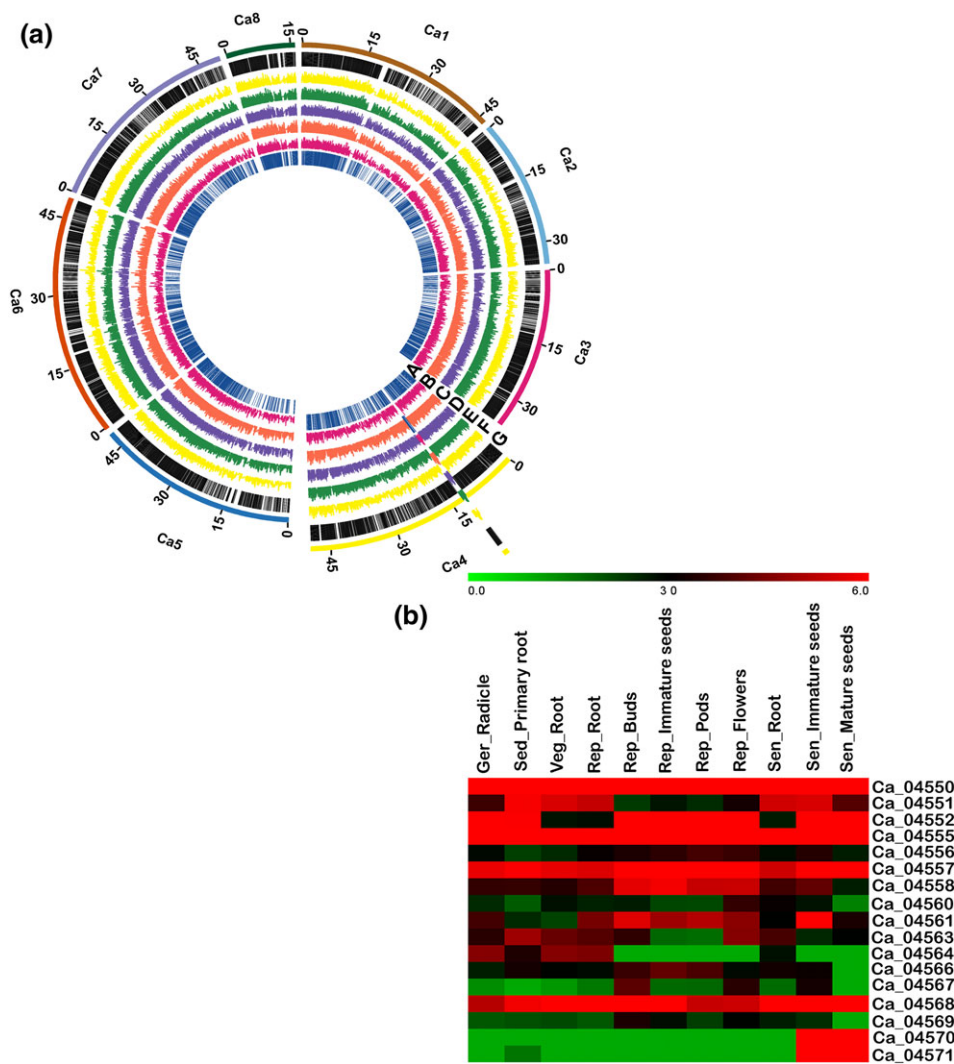 (a)
Ca8
Ca1
Ca7
Ca2
Ca6
Ca3
Ca5
Ca4
0
15
0
15
30
45
0
15
30
0
15
30
0
15
30
45
0
15
30
45
0
15
30
45
0
15
30
45
A B C D E F G
0.0
3 0
6.0
(b)
Ger_Radicle
Sed_Primary root
Veg_Root
Rep_Root
Rep_Buds
Rep_Immature seeds
Rep_Pods
Rep_Flowers
Sen_Root
Sen_Immature seeds
Sen_Mature seeds
Ca_04550
Ca_04551
Ca_04552
Ca_04555
Ca_04556
Ca_04557
Ca_04558
Ca_04560
Ca_04561
Ca_04563
Ca_04564
Ca_04566
Ca_04567
Ca_04568
Ca_04569
Ca_04570
Ca_04571